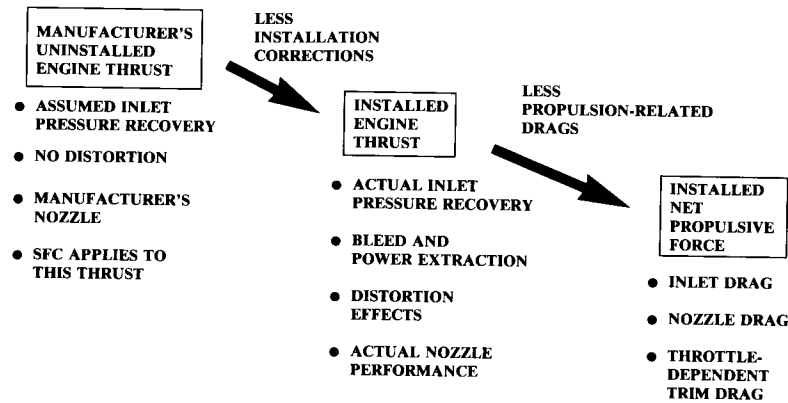 MANUFACTURER'S
UNINSTALLED
ENGINE THRUST
● ASSUMED INLET
PRESSURE RECOVERY
● NO DISTORTION
● MANUFACTURER'S
NOZZLE
● SFC APPLIES TO
THIS THRUST
LESS
INSTALLATION
CORRECTIONS
INSTALLED
ENGINE
THRUST
● ACTUAL INLET
PRESSURE RECOVERY
● BLEED AND
POWER EXTRACTION
● DISTORTION
EFFECTS
● ACTUAL NOZZLE
PERFORMANCE
LESS
PROPULSION-RELATED
DRAGS
INSTALLED
NET
PROPULSIVE
FORCE
● INLET DRAG
● NOZZLE DRAG
● THROTTLE-
DEPENDENT
TRIM DRAG